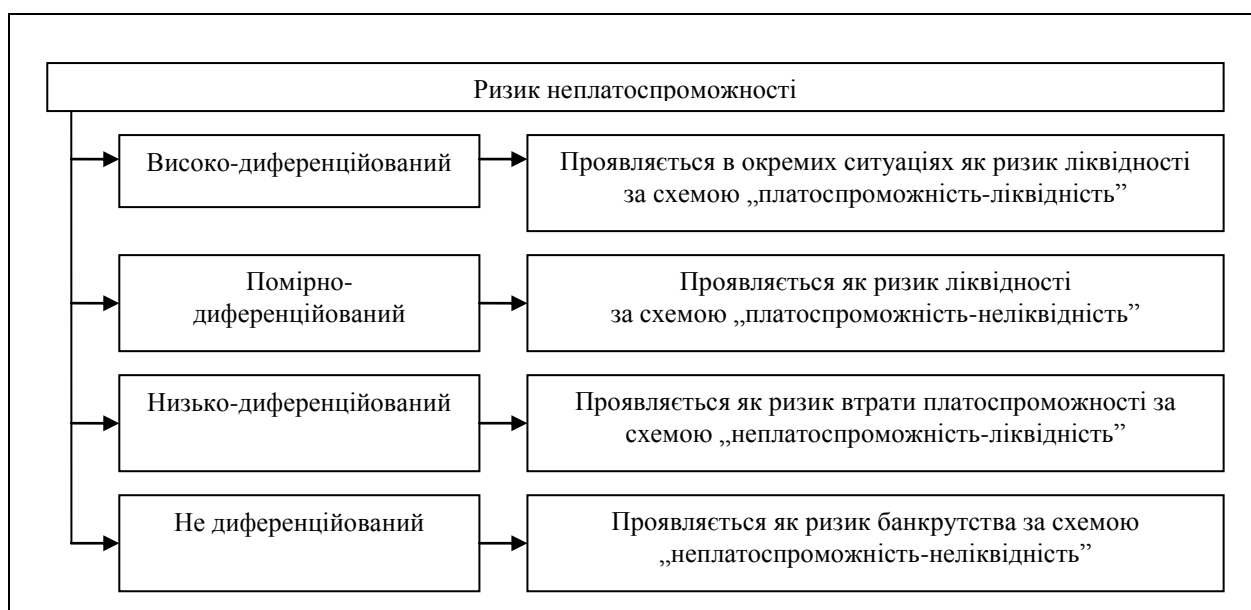 Ризик неплатоспроможності
Високо-диференційований
Проявляється в окремих ситуаціях як ризик ліквідності
за схемою „платоспроможність-ліквідність”
Помірно-
диференційований
Проявляється як ризик ліквідності
за схемою „платоспроможність-неліквідність”
Низько-диференційований
Проявляється як ризик втрати платоспроможності за
схемою „неплатоспроможність-ліквідність”
Не диференційований
Проявляється як ризик банкрутства за схемою
„неплатоспроможність-неліквідність”